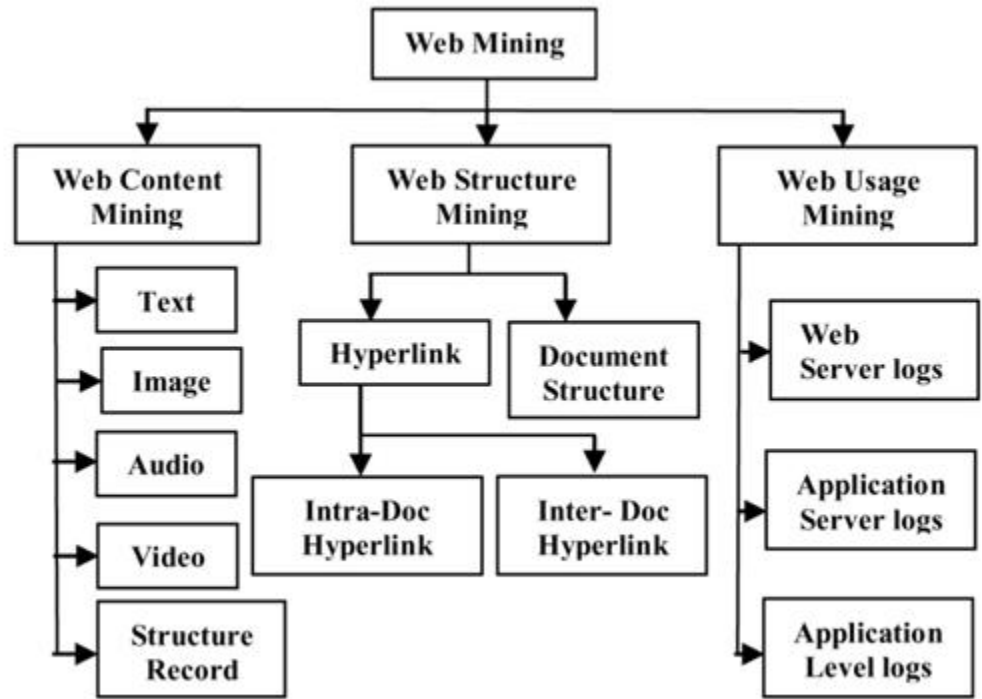 Web Mining
Web Content
Mining
Web Structure
Mining
Web Usage
Mining
Text
Image
Audio
Video
Structure
Record
Hyperlink
Document
Structure
Intra-Doc
Hyperlink
Inter- Doc
Hyperlink
Web
Server logs
Application
Server logs
Application
Level logs